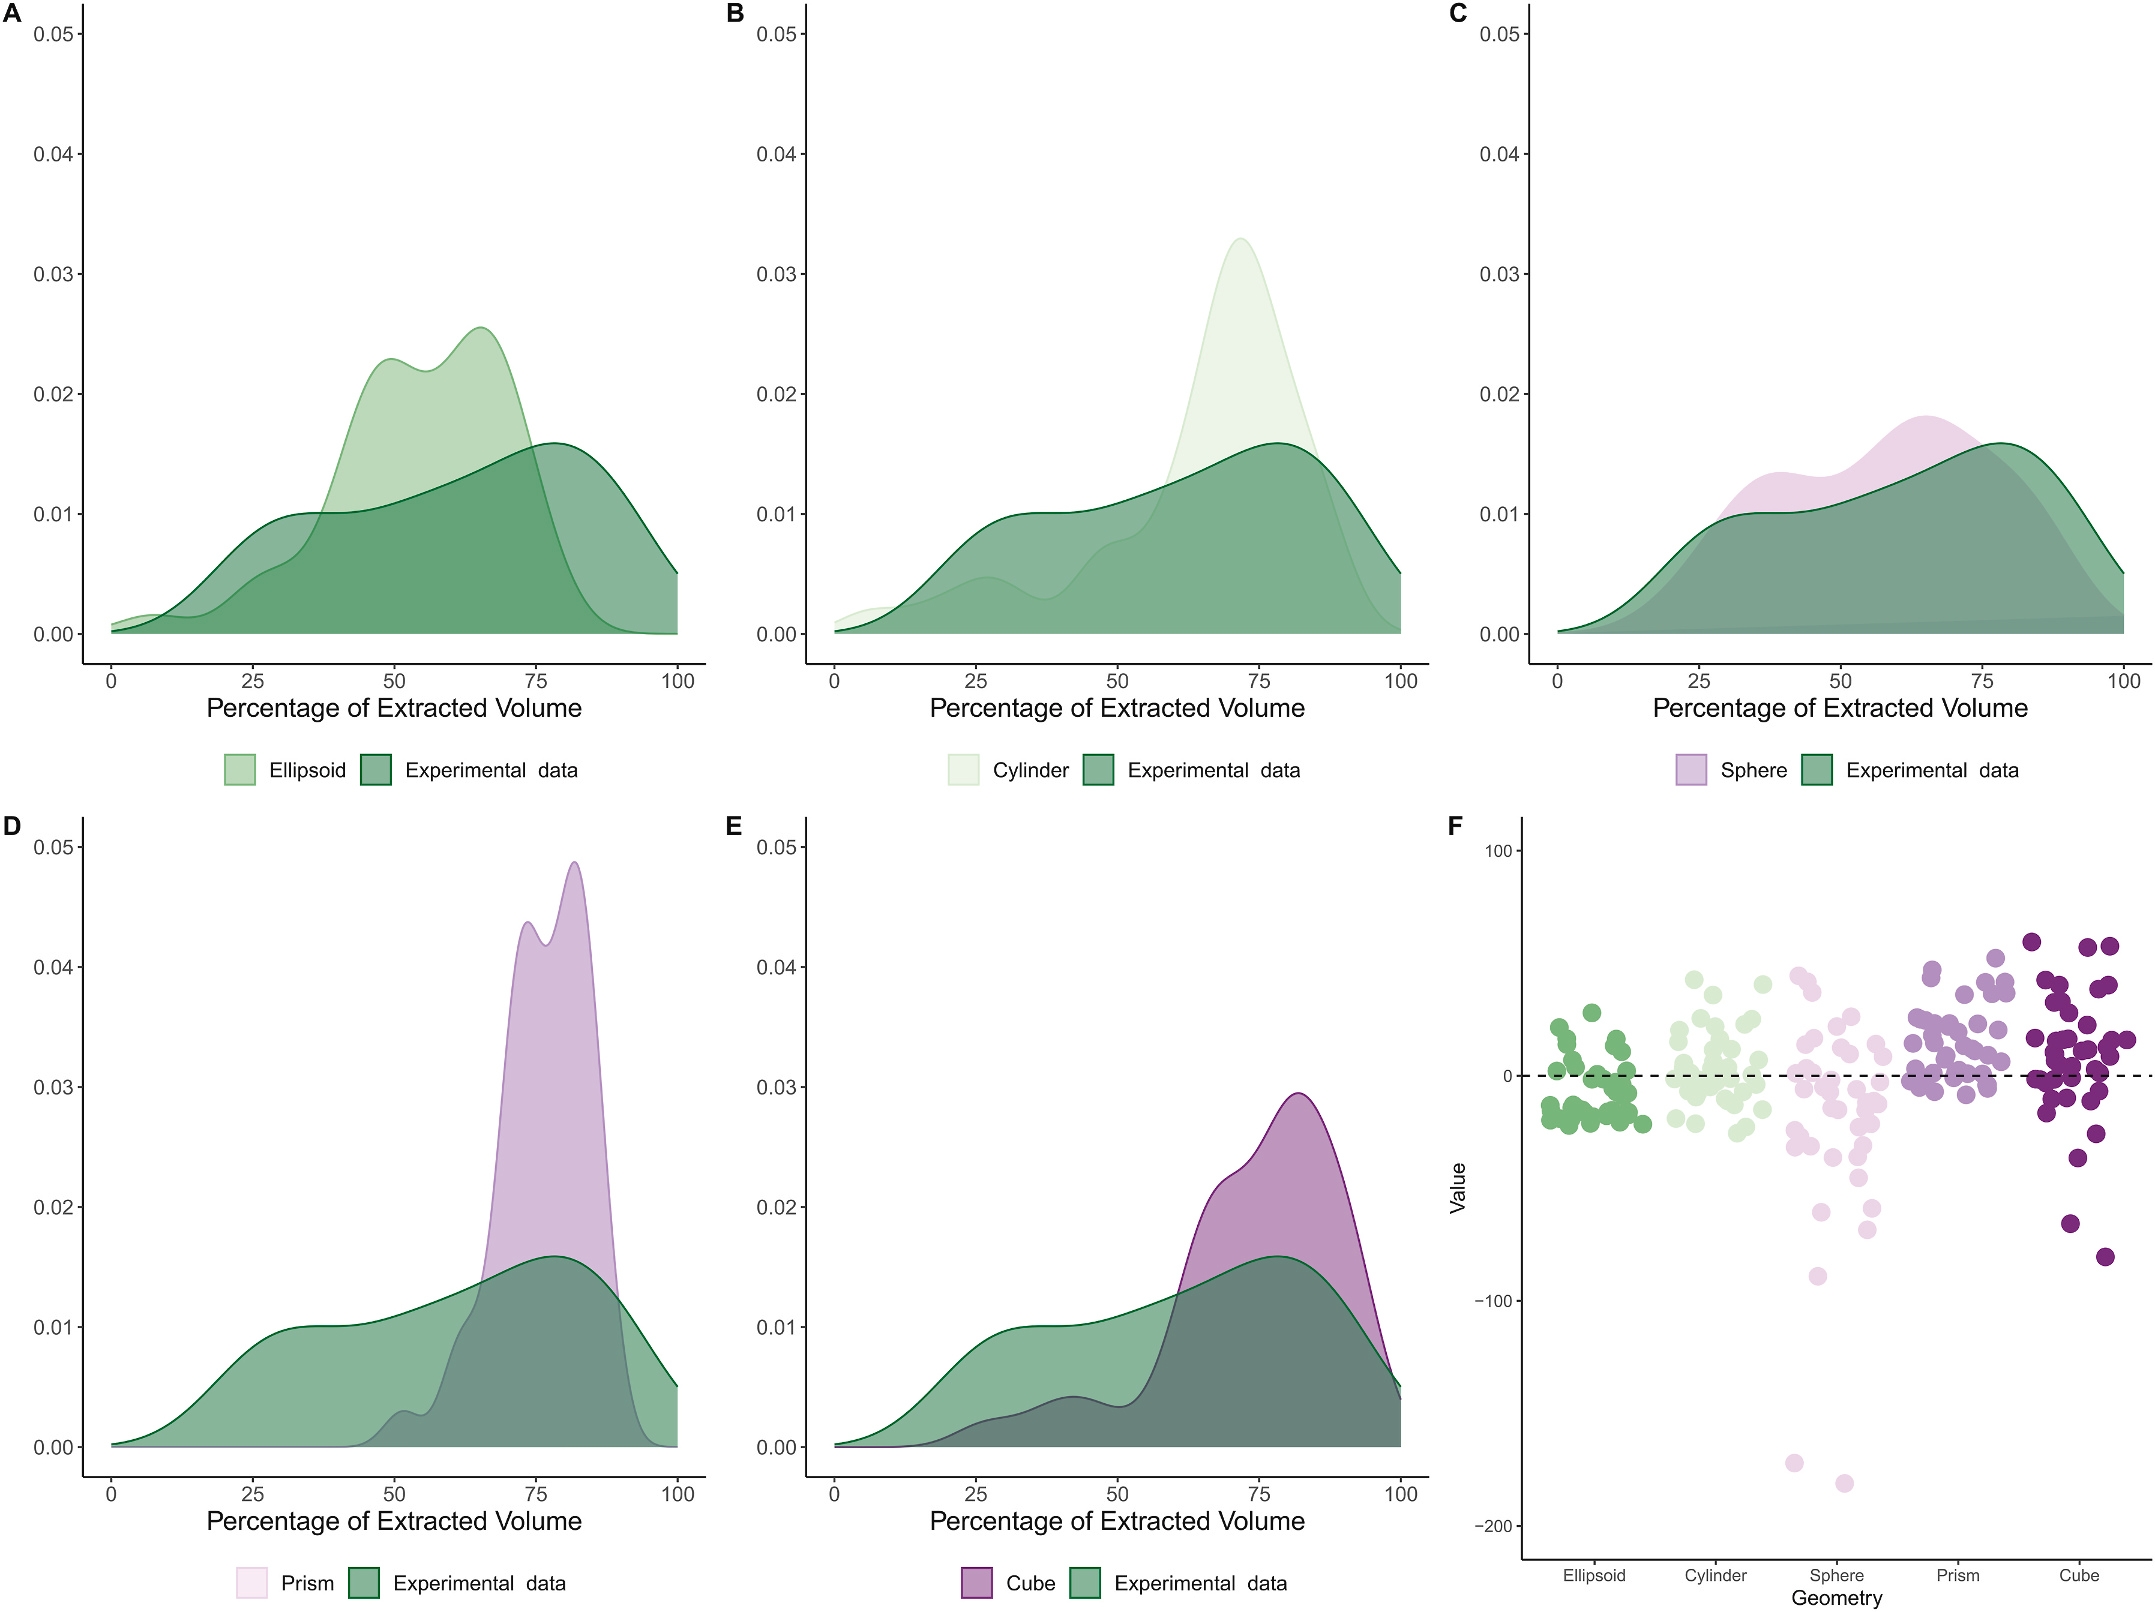 A
0.05
0.04
0.03
0.02
0.01
0.00
0 25 50 75 100
Percentage of Extracted Volume
Ellipsoid Experimental data
B
0.05
0.04
0.03
0.02
0.01
0.00
0 25 50 75 100
Percentage of Extracted Volume
Cylinder Experimental data
C
0.05
0.04
0.03
0.02
0.01
0.00
0 25 50 75 100
Percentage of Extracted Volume
Sphere Experimental data
D
0.05
0.04
0.03
0.02
0.01
0.00
0 25 50 75 100
Percentage of Extracted Volume
Prism Experimental data
E
0.05
0.04
0.03
0.02
0.01
0.00
0 25 50 75 100
Percentage of Extracted Volume
Cube Experimental data
F
100
0
−100
−200
Value
Ellipsoid Cylinder Sphere Prism Cube
Geometry